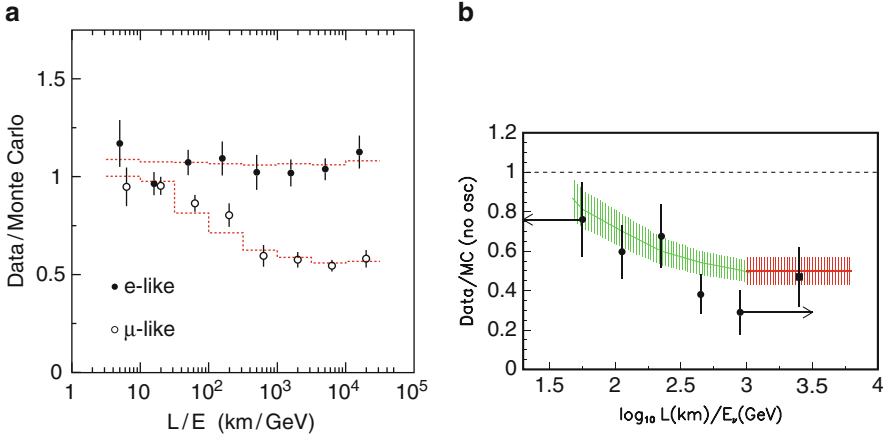 a
Data/Monte Carlo
1.5
1
0.5
0
e-like
μ-like
1 10 10² 10³ 10⁴ 10⁵
L/E (km/GeV)
b
Data/MC (no osc)
1.2
1
0.8
0.6
0.4
0.2
0
1.5 2 2.5 3 3.5 4
log₁₀ L(km)/Eᵥ(GeV)